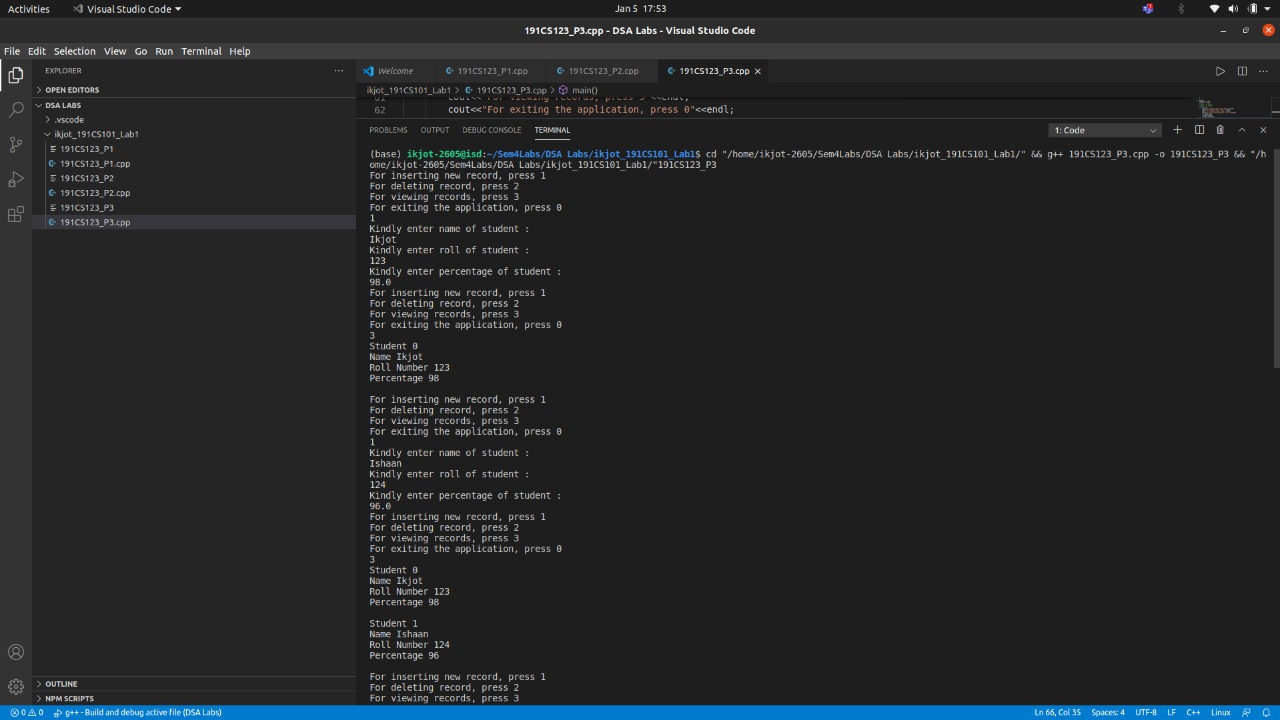 Activities
Visual Studio Code
Jan 5 17:53
191CS123_P3.cpp - DSA Labs - Visual Studio Code
File Edit Selection View Go Run Terminal Help
EXPLORER
OPEN EDITORS
DSA LABS
.vscode
ikjot_191CS101_Lab1
191CS123_P1
191CS123_P1.cpp
191CS123_P2
191CS123_P2.cpp
191CS123_P3
191CS123_P3.cpp
OUTLINE
NPM SCRIPTS
Welcome
191CS123_P1.cpp
191CS123_P2.cpp
191CS123_P3.cpp
ikjot_191CS101_Lab1 > 191CS123_P3.cpp > main()
61 cout<<"For viewing records, press 3"<<endl;
62 cout<<"For exiting the application, press 0"<<endl;
PROBLEMS OUTPUT DEBUG CONSOLE TERMINAL
1: Code
(base) ikjot-2605@isd:~/Sem4Labs/DSA Labs/ikjot_191CS101_Lab1$ cd "/home/ikjot-2605/Sem4Labs/DSA Labs/ikjot_191CS101_Lab1/" && g++ 191CS123_P3.cpp -o 191CS123_P3 && "/h
ome/ikjot-2605/Sem4Labs/DSA Labs/ikjot_191CS101_Lab1/"191CS123_P3
For inserting new record, press 1
For deleting record, press 2
For viewing records, press 3
For exiting the application, press 0
1
Kindly enter name of student :
Ikjot
Kindly enter roll of student :
123
Kindly enter percentage of student :
98.0
For inserting new record, press 1
For deleting record, press 2
For viewing records, press 3
For exiting the application, press 0
3
Student 0
Name Ikjot
Roll Number 123
Percentage 98
For inserting new record, press 1
For deleting record, press 2
For viewing records, press 3
For exiting the application, press 0
1
Kindly enter name of student :
Ishaan
Kindly enter roll of student :
124
Kindly enter percentage of student :
96.0
For inserting new record, press 1
For deleting record, press 2
For viewing records, press 3
For exiting the application, press 0
3
Student 0
Name Ikjot
Roll Number 123
Percentage 98
Student 1
Name Ishaan
Roll Number 124
Percentage 96
For inserting new record, press 1
For deleting record, press 2
For viewing records, press 3
0 0 g++ - Build and debug active file (DSA Labs)
Ln 66, Col 35 Spaces: 4 UTF-8 LF C++ Linux